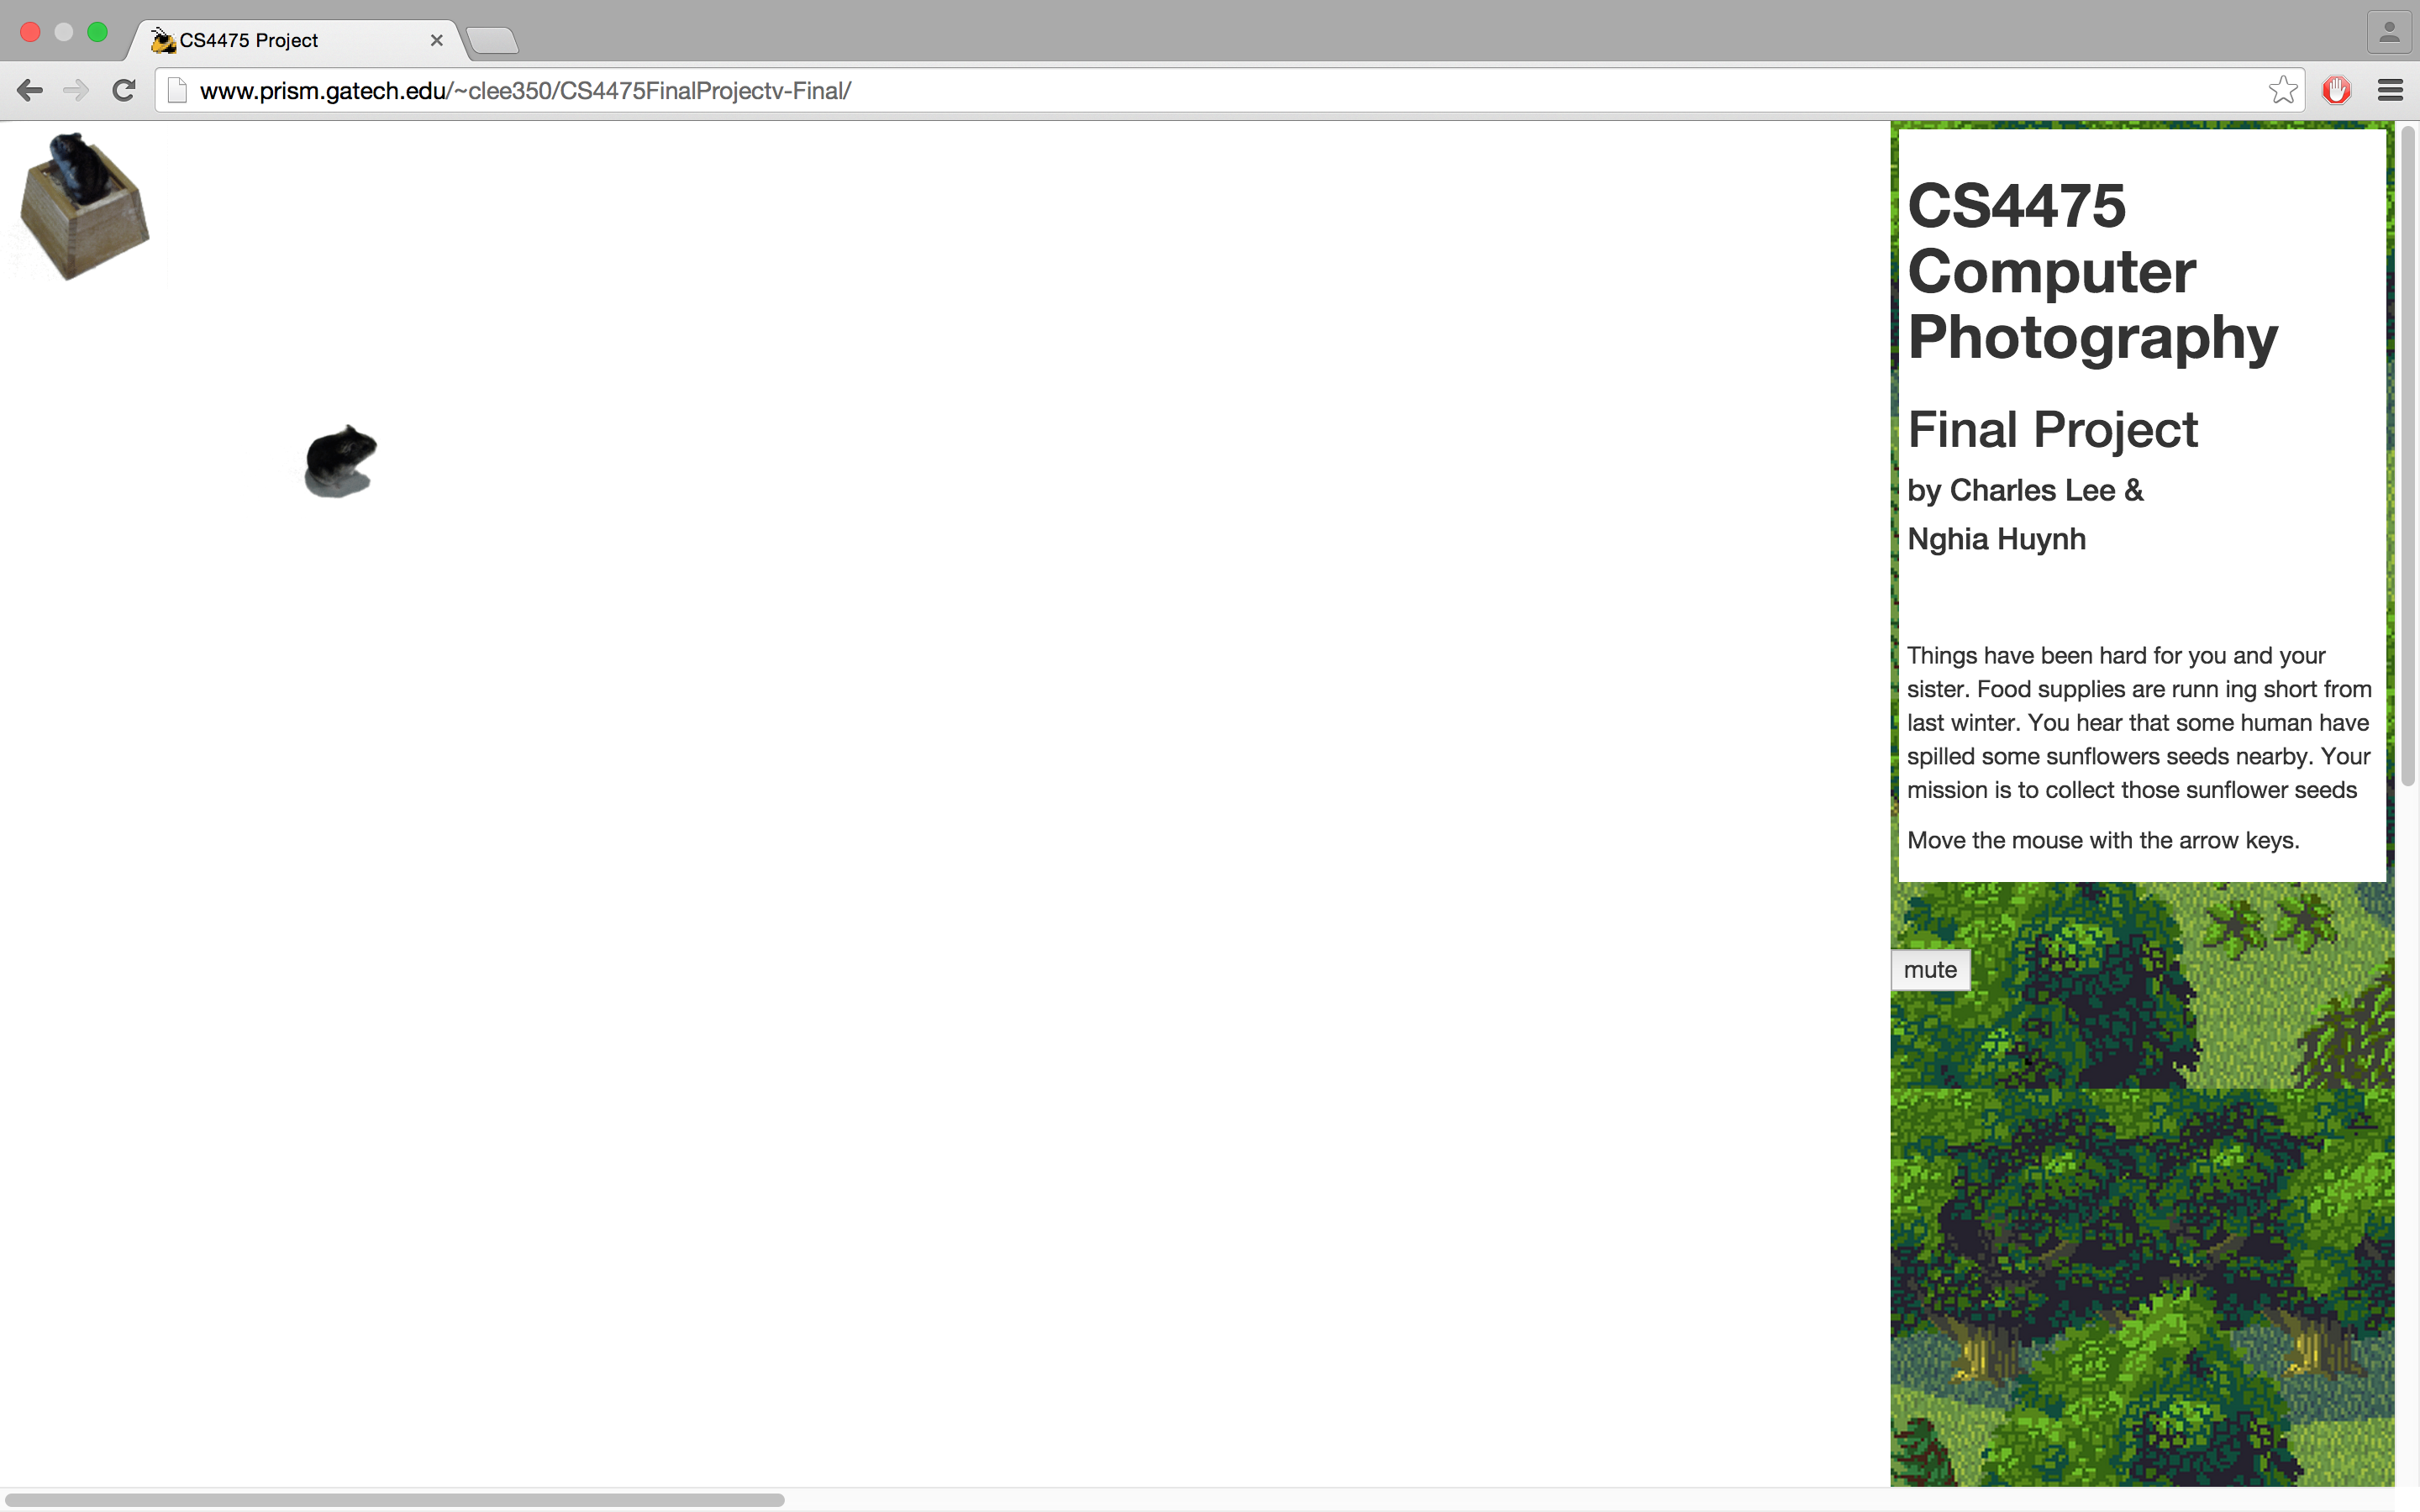 CS4475 Project
www.prism.gatech.edu/~clee350/CS4475FinalProjectv-Final/
CS4475
Computer
Photography
Final Project
by Charles Lee &
Nghia Huynh
Things have been hard for you and your
sister. Food supplies are runn ing short from
last winter. You hear that some human have
spilled some sunflowers seeds nearby. Your
mission is to collect those sunflower seeds
Move the mouse with the arrow keys.
mute